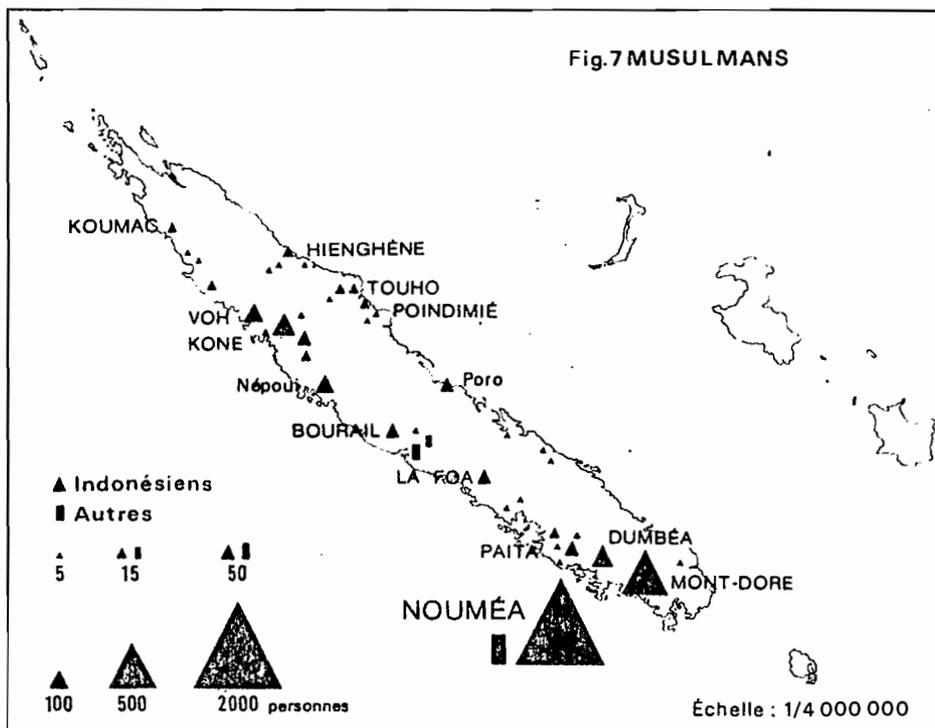 Fig.7 MUSULMANS
KOUMAC
HIENGHÉNE
TOUHO
POINDIMIÉ
VOH
KONE
Népoui
Poro
BOURAIL
LA FOA
Indonésiens
Autres
5 15 50
PAITA
DUMBÉA
MONT-DORE
NOUMÉA
100 500 2000 personnes
Échelle : 1/4 000 000